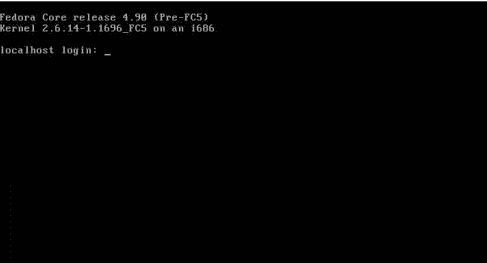 Fedora Core release 4.90 (Pre-FC5)
Kernel 2.6.14-1.1696_FC5 on an i686
localhost login: _